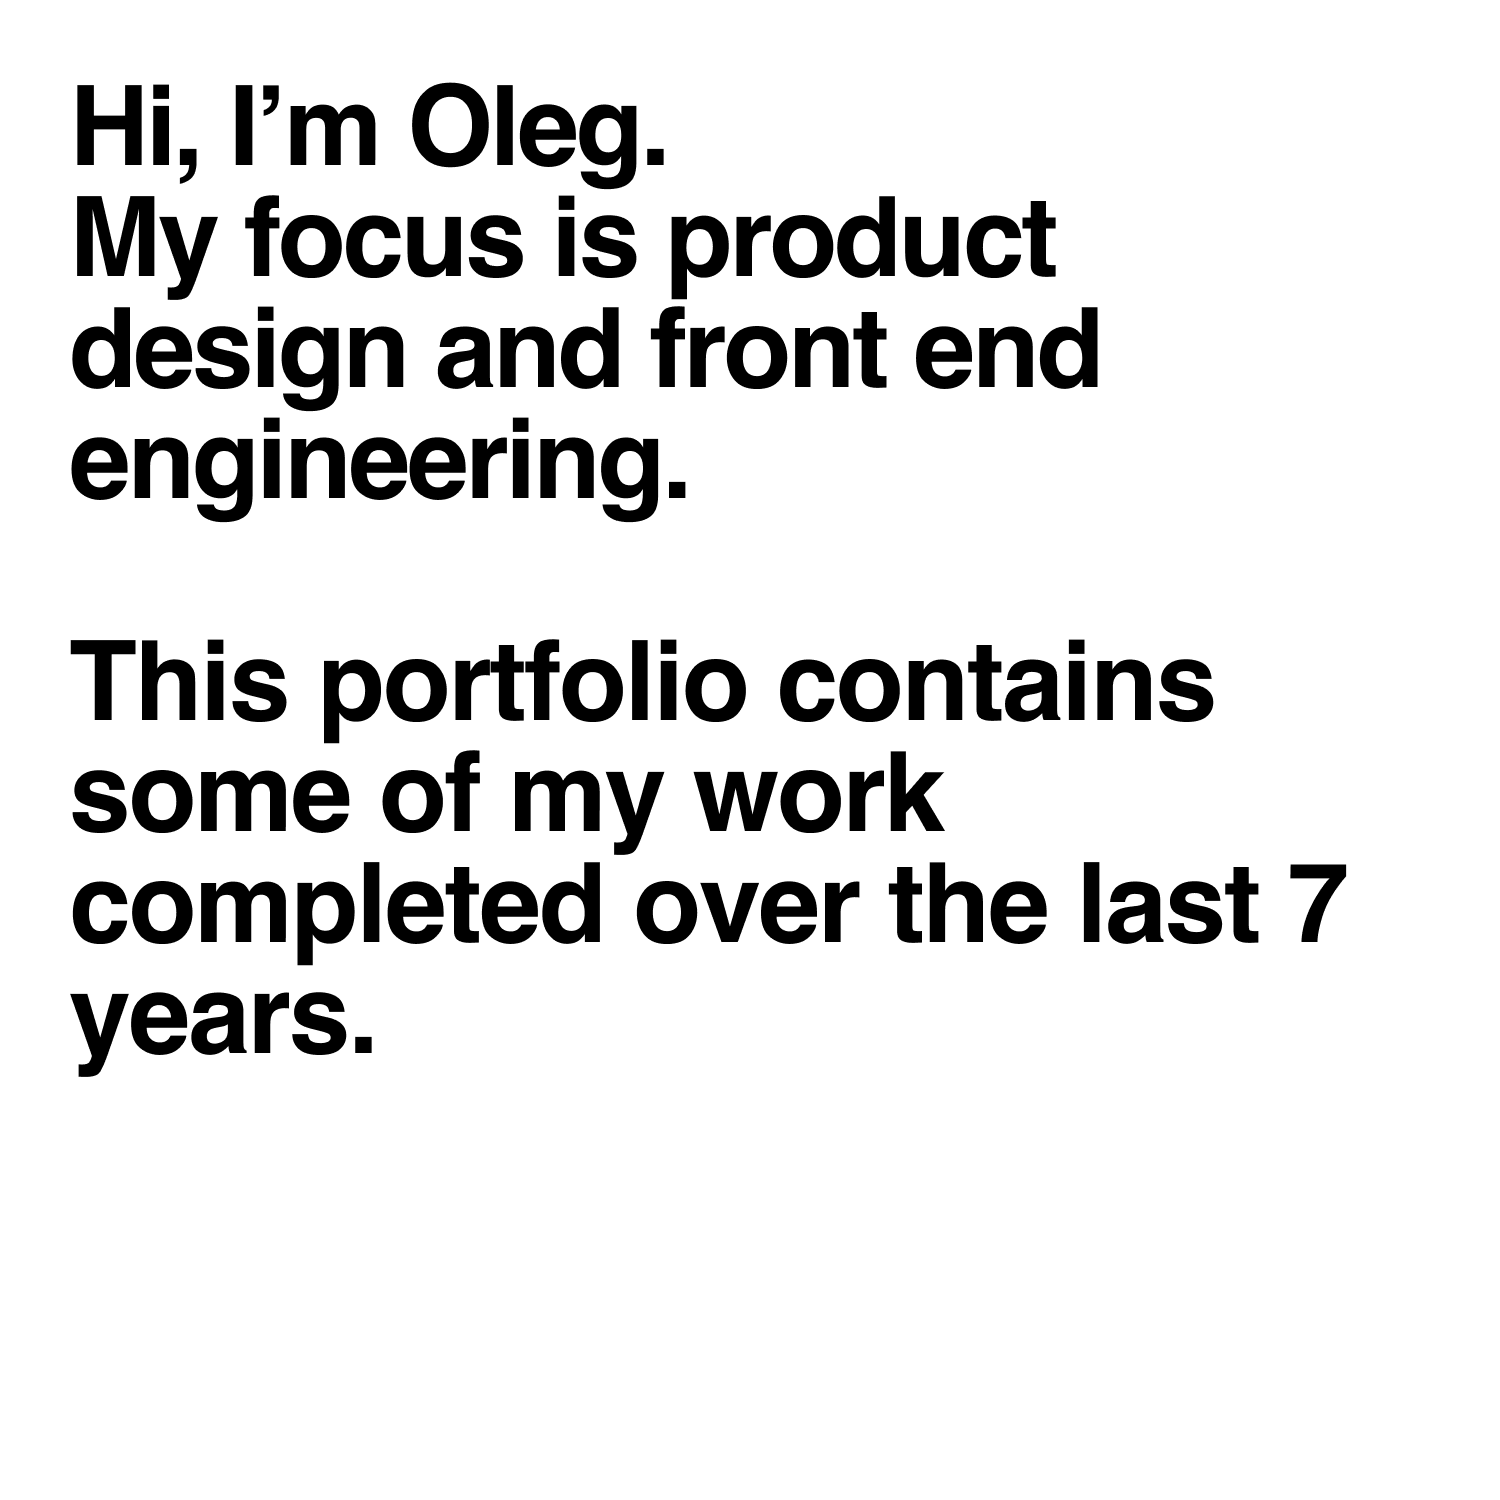 Hi, I’m Oleg.
My focus is product
design and front end
engineering.
This portfolio contains
some of my work
completed over the last 7
years.